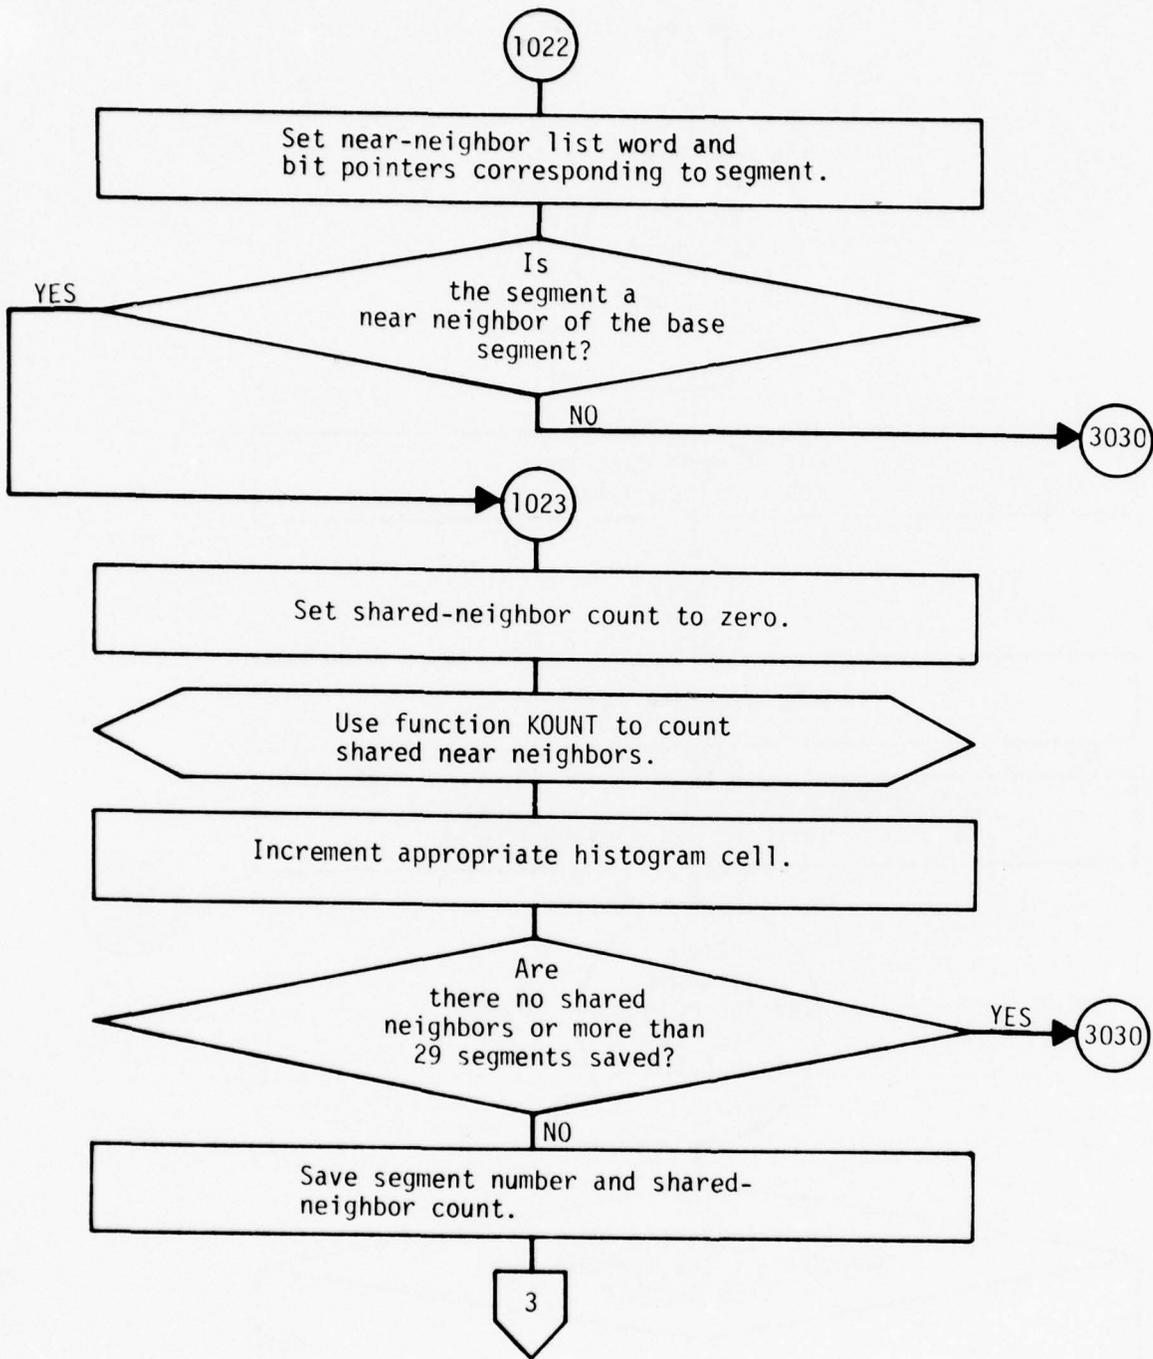 1022
Set near-neighbor list word and
bit pointers corresponding to segment.
Is
the segment a
near neighbor of the base
segment?
YES
NO
3030
1023
Set shared-neighbor count to zero.
Use function KOUNT to count
shared near neighbors.
Increment appropriate histogram cell.
Are
there no shared
neighbors or more than
29 segments saved?
YES
3030
NO
Save segment number and shared-
neighbor count.
3